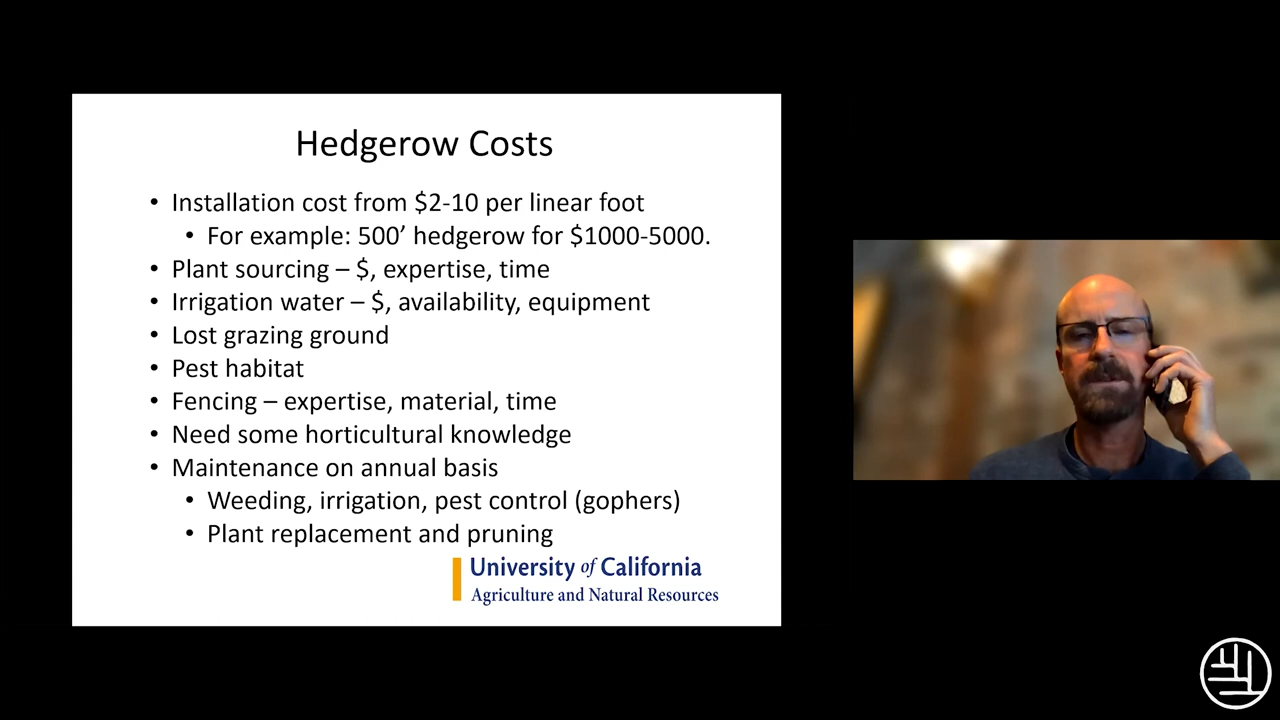 Hedgerow Costs
• Installation cost from $2-10 per linear foot
• For example: 500’ hedgerow for $1000-5000.
• Plant sourcing – $, expertise, time
• Irrigation water – $, availability, equipment
• Lost grazing ground
• Pest habitat
• Fencing – expertise, material, time
• Need some horticultural knowledge
• Maintenance on annual basis
• Weeding, irrigation, pest control (gophers)
• Plant replacement and pruning
University of California
Agriculture and Natural Resources